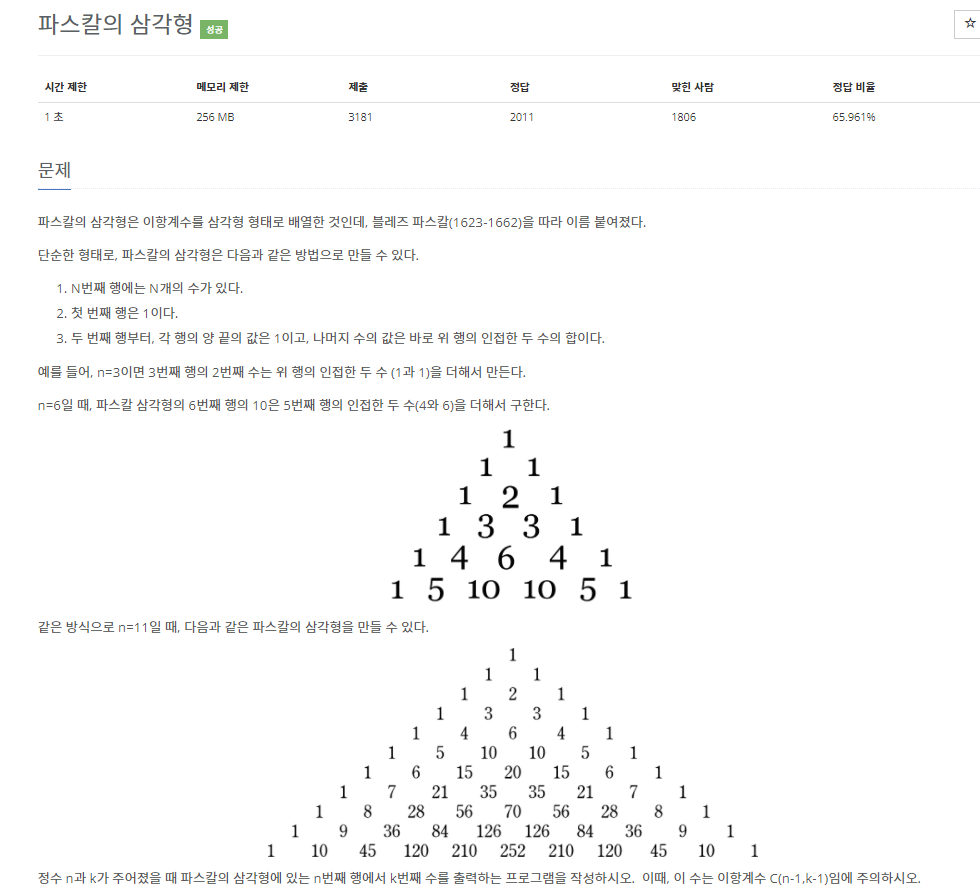 파스칼의 삼각형 성공
☆
시간 제한 메모리 제한 제출 정답 맞힌 사람 정답 비율
1 초 256 MB 3181 2011 1806 65.961%
문제
파스칼의 삼각형은 이항계수를 삼각형 형태로 배열한 것인데, 블레즈 파스칼(1623-1662)을 따라 이름 붙여졌다.
단순한 형태로, 파스칼의 삼각형은 다음과 같은 방법으로 만들 수 있다.
1. N번째 행에는 N개의 수가 있다.
2. 첫 번째 행은 1이다.
3. 두 번째 행부터, 각 행의 양 끝의 값은 1이고, 나머지 수의 값은 바로 위 행의 인접한 두 수의 합이다.
예를 들어, n=3이면 3번째 행의 2번째 수는 위 행의 인접한 두 수 (1과 1)을 더해서 만든다.
n=6일 때, 파스칼 삼각형의 6번째 행의 10은 5번째 행의 인접한 두 수(4와 6)을 더해서 구한다.
1
1 1
1 2 1
1 3 3 1
1 4 6 4 1
1 5 10 10 5 1
같은 방식으로 n=11일 때, 다음과 같은 파스칼의 삼각형을 만들 수 있다.
1
1 1
1 2 1
1 3 3 1
1 4 6 4 1
1 5 10 10 5 1
1 6 15 20 15 6 1
1 7 21 35 35 21 7 1
1 8 28 56 70 56 28 8 1
1 9 36 84 126 126 84 36 9 1
1 10 45 120 210 252 210 120 45 10 1
정수 n과 k가 주어졌을 때 파스칼의 삼각형에 있는 n번째 행에서 k번째 수를 출력하는 프로그램을 작성하시오. 이때, 이 수는 이항계수 C(n-1,k-1)임에 주의하시오.